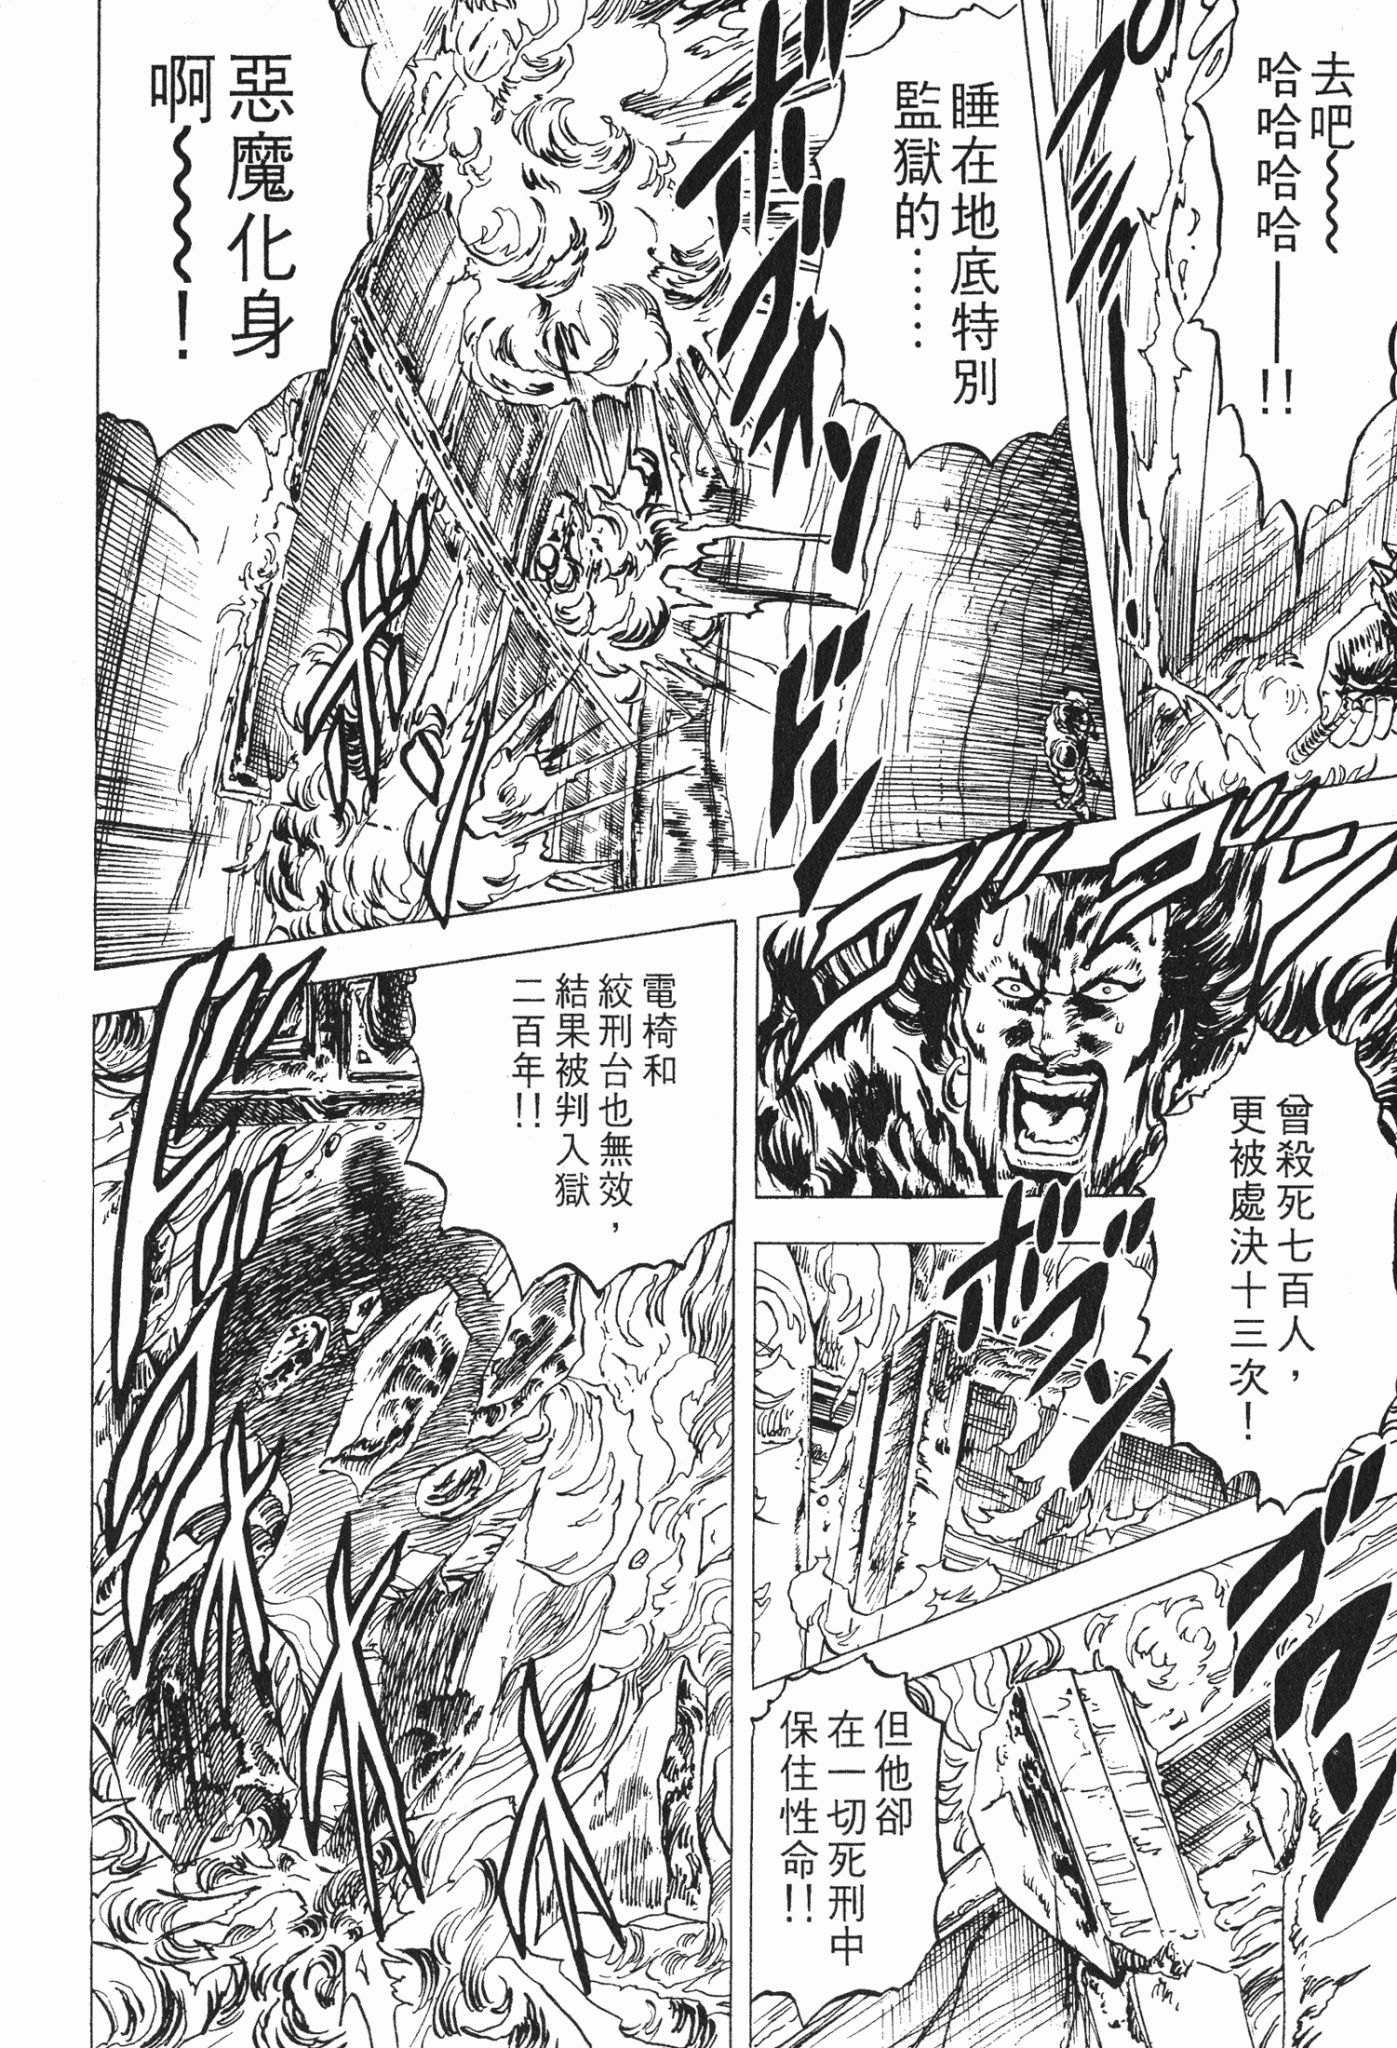 去吧~~~
哈哈哈哈——!!
睡在地底特別
監獄的……
惡魔化身
啊~~~~！
曾殺死七百人，
更被處決十三次！
但他卻
在一切死刑中
保住性命!!
電椅和
絞刑台也無效，
結果被判入獄
二百年!!